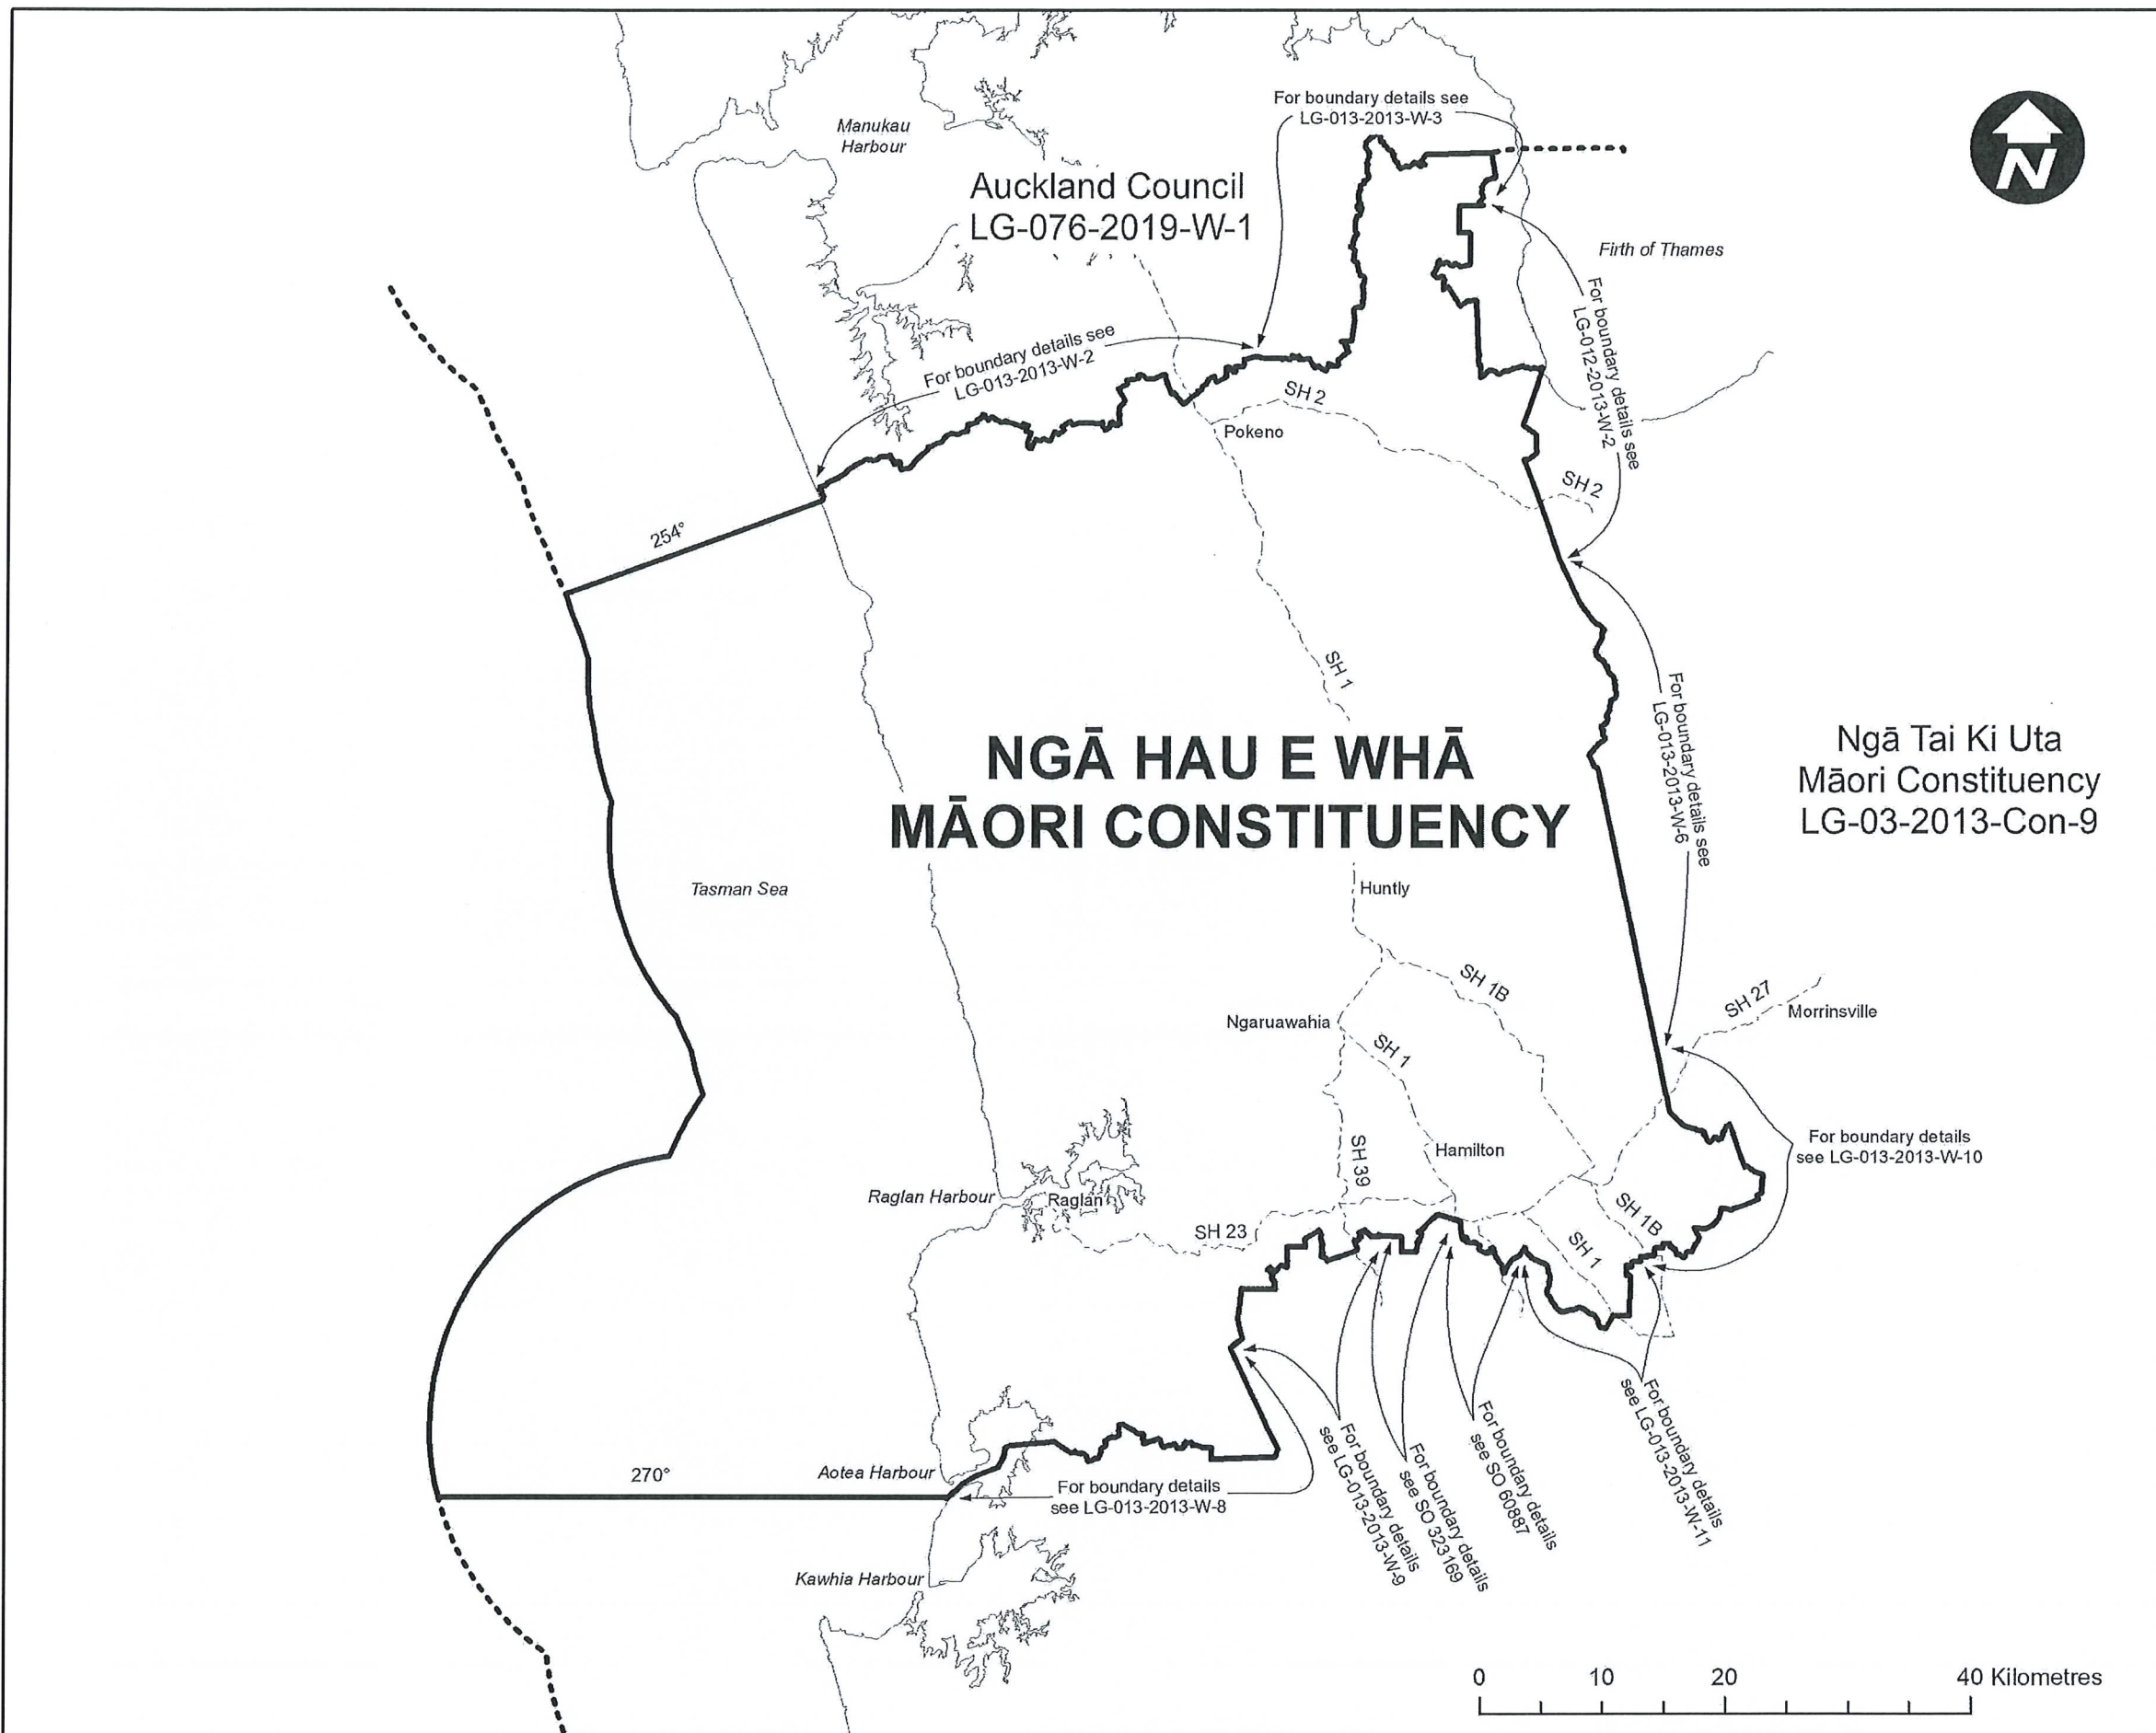 For boundary details see
LG-013-2013-W-3
Manukau
Harbour
N
Auckland Council
LG-076-2019-W-1
Firth of Thames
For boundary details see
LG-012-2013-W-2
For boundary details see
LG-013-2013-W-2
SH 2
Pokeno
SH 2
254°
SH 1
For boundary details see
LG-013-2013-W-6
NGĀ HAU E WHĀ
MĀORI CONSTITUENCY
Ngā Tai Ki Uta
Māori Constituency
LG-03-2013-Con-9
Tasman Sea
Huntly
SH 1B
SH 27
Morrinsville
Ngaruawahia
SH 1
For boundary details
see LG-013-2013-W-10
Hamilton
SH 39
Raglan Harbour
Raglan
SH 23
SH 1B
SH 1
270°
Aotea Harbour
For boundary details
see LG-013-2013-W-8
For boundary details
see LG-013-2013-W-9
For boundary details
see SO 323169
For boundary details
see SO 60887
For boundary details
see LG-013-2013-W-11
Kawhia Harbour
0 10 20 40 Kilometres